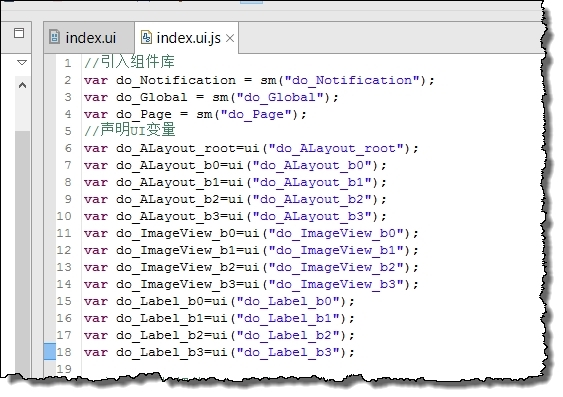 index.ui
index.ui.js
1 //引入组件库
2 var do_Notification = sm("do_Notification");
3 var do_Global = sm("do_Global");
4 var do_Page = sm("do_Page");
5 //声明UI变量
6 var do_ALayout_root=ui("do_ALayout_root");
7 var do_ALayout_b0=ui("do_ALayout_b0");
8 var do_ALayout_b1=ui("do_ALayout_b1");
9 var do_ALayout_b2=ui("do_ALayout_b2");
10 var do_ALayout_b3=ui("do_ALayout_b3");
11 var do_ImageView_b0=ui("do_ImageView_b0");
12 var do_ImageView_b1=ui("do_ImageView_b1");
13 var do_ImageView_b2=ui("do_ImageView_b2");
14 var do_ImageView_b3=ui("do_ImageView_b3");
15 var do_Label_b0=ui("do_Label_b0");
16 var do_Label_b1=ui("do_Label_b1");
17 var do_Label_b2=ui("do_Label_b2");
18 var do_Label_b3=ui("do_Label_b3");
19